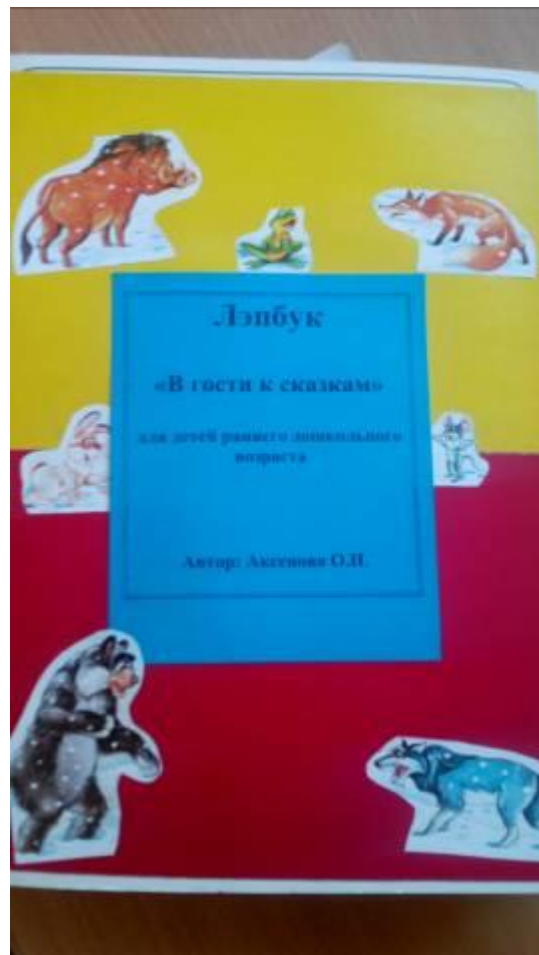 Лэпбук
«В гости к сказкам»
для детей раннего дошкольного
возраста
Автор: Аксенова О.Н.